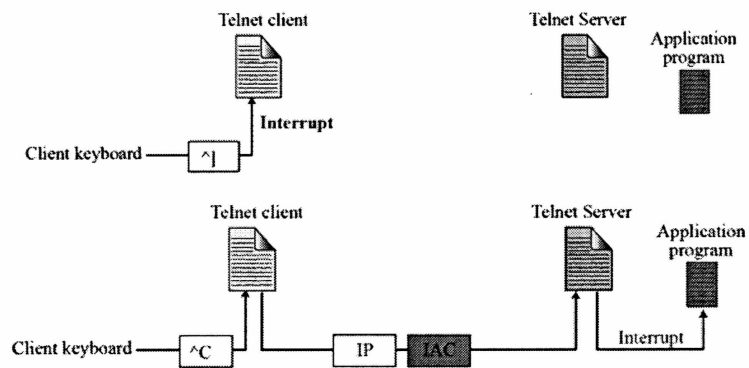 Telnet client
Telnet Server
Application
program
Interrupt
Client keyboard
^]
Telnet client
Telnet Server
Application
program
Client keyboard
^C
IP
IAC
Interrupt